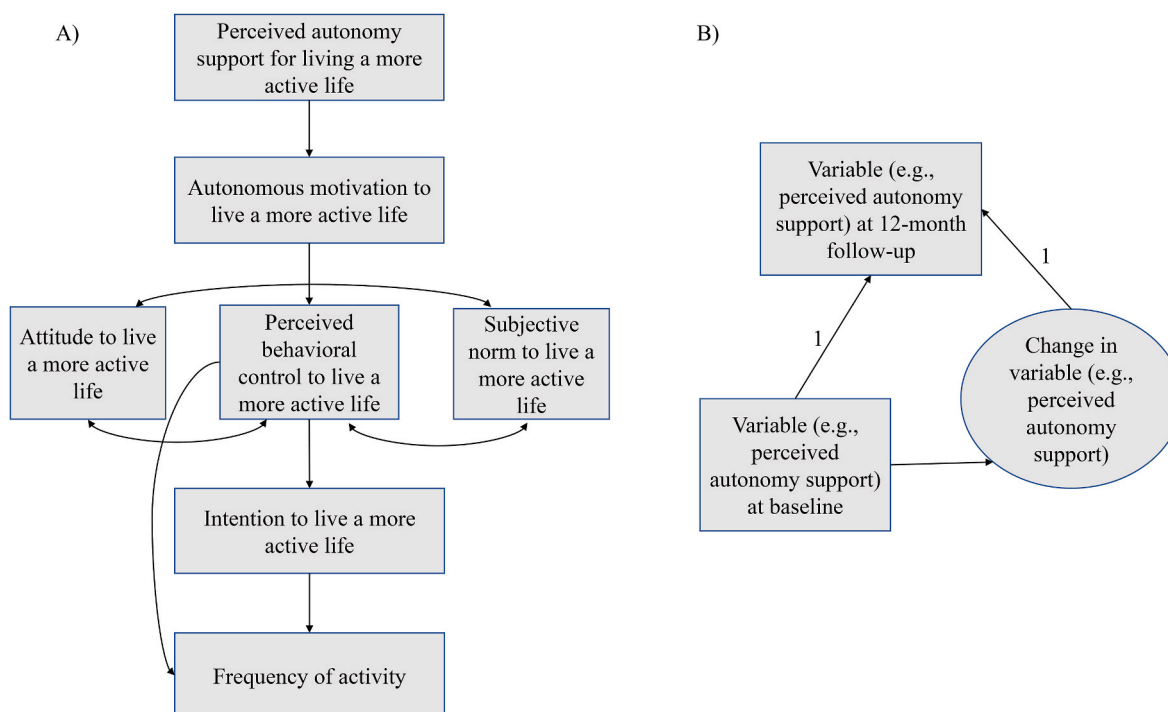 A)
Perceived autonomy
support for living a more
active life
Autonomous motivation to
live a more active life
Attitude to live
a more active
life
Perceived
behavioral
control to live a
more active life
Subjective
norm to live a
more active
life
Intention to live a more
active life
Frequency of activity
B)
Variable (e.g.,
perceived autonomy
support) at 12-month
follow-up
1
1
Change in
variable (e.g.,
perceived
autonomy
support)
Variable (e.g.,
perceived
autonomy support)
at baseline